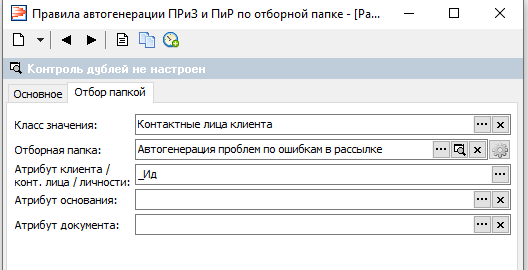 Правила автогенерации ПРиЗ и ПиР по отборной папке - [Ра...
Контроль дублей не настроен
Основное Отбор папкой
Класс значения: Контактные лица клиента
Отборная папка: Автогенерация проблем по ошибкам в рассылке
Атрибут клиента /
конт. лица / личности: _Ид
Атрибут основания:
Атрибут документа: